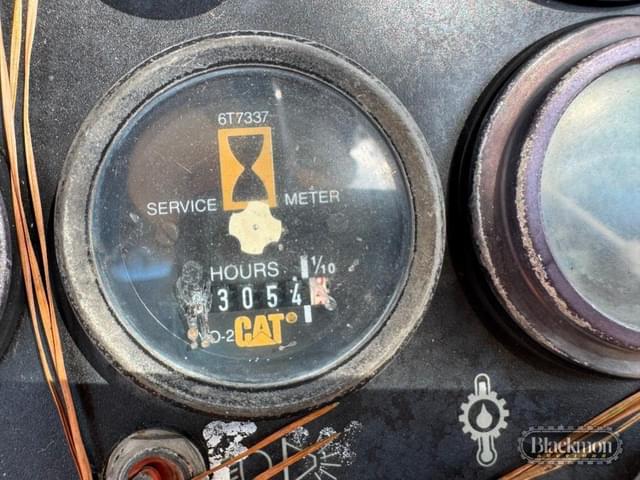 6T7337
SERVICE METER
HOURS 1/10
3054
CAT®
Blackmon